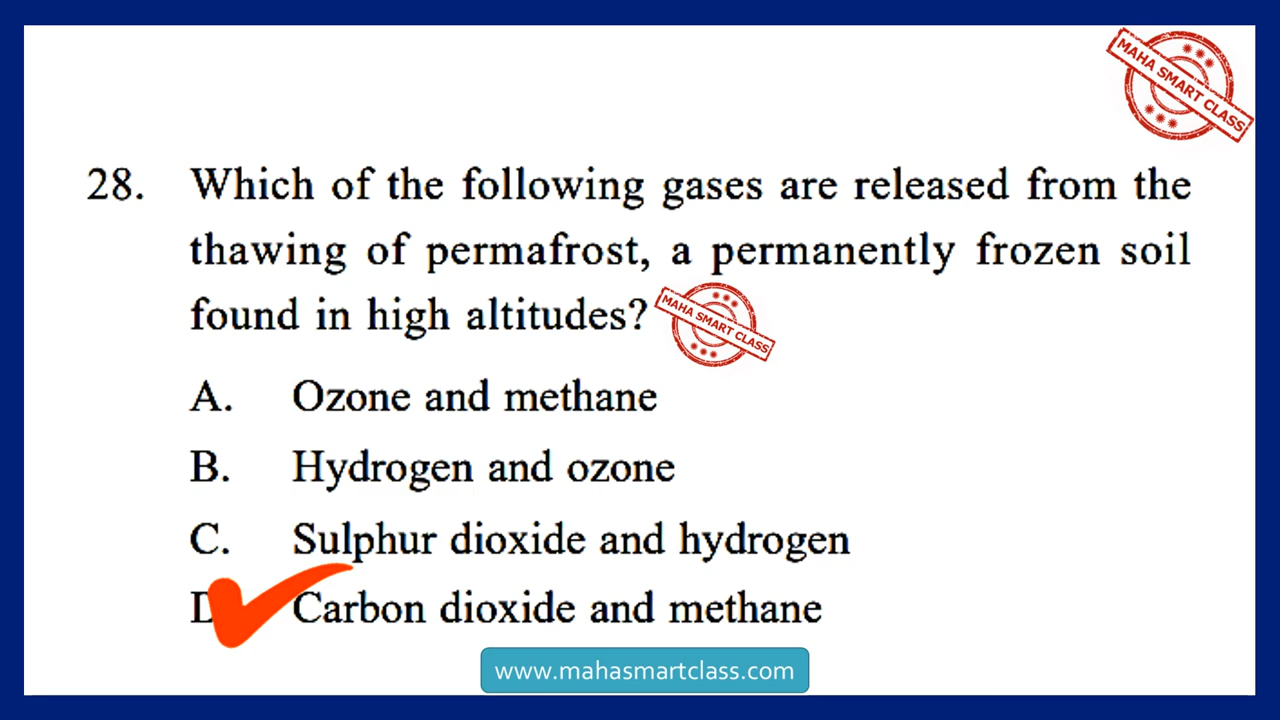 MAHA SMART CLASS
28. Which of the following gases are released from the
thawing of permafrost, a permanently frozen soil
found in high altitudes?
MAHA SMART CLASS
A. Ozone and methane
B. Hydrogen and ozone
C. Sulphur dioxide and hydrogen
D. Carbon dioxide and methane
www.mahasmartclass.com